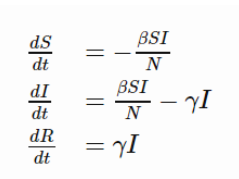 dS/dt = −βSI/N
dI/dt = βSI/N − γI
dR/dt = γI